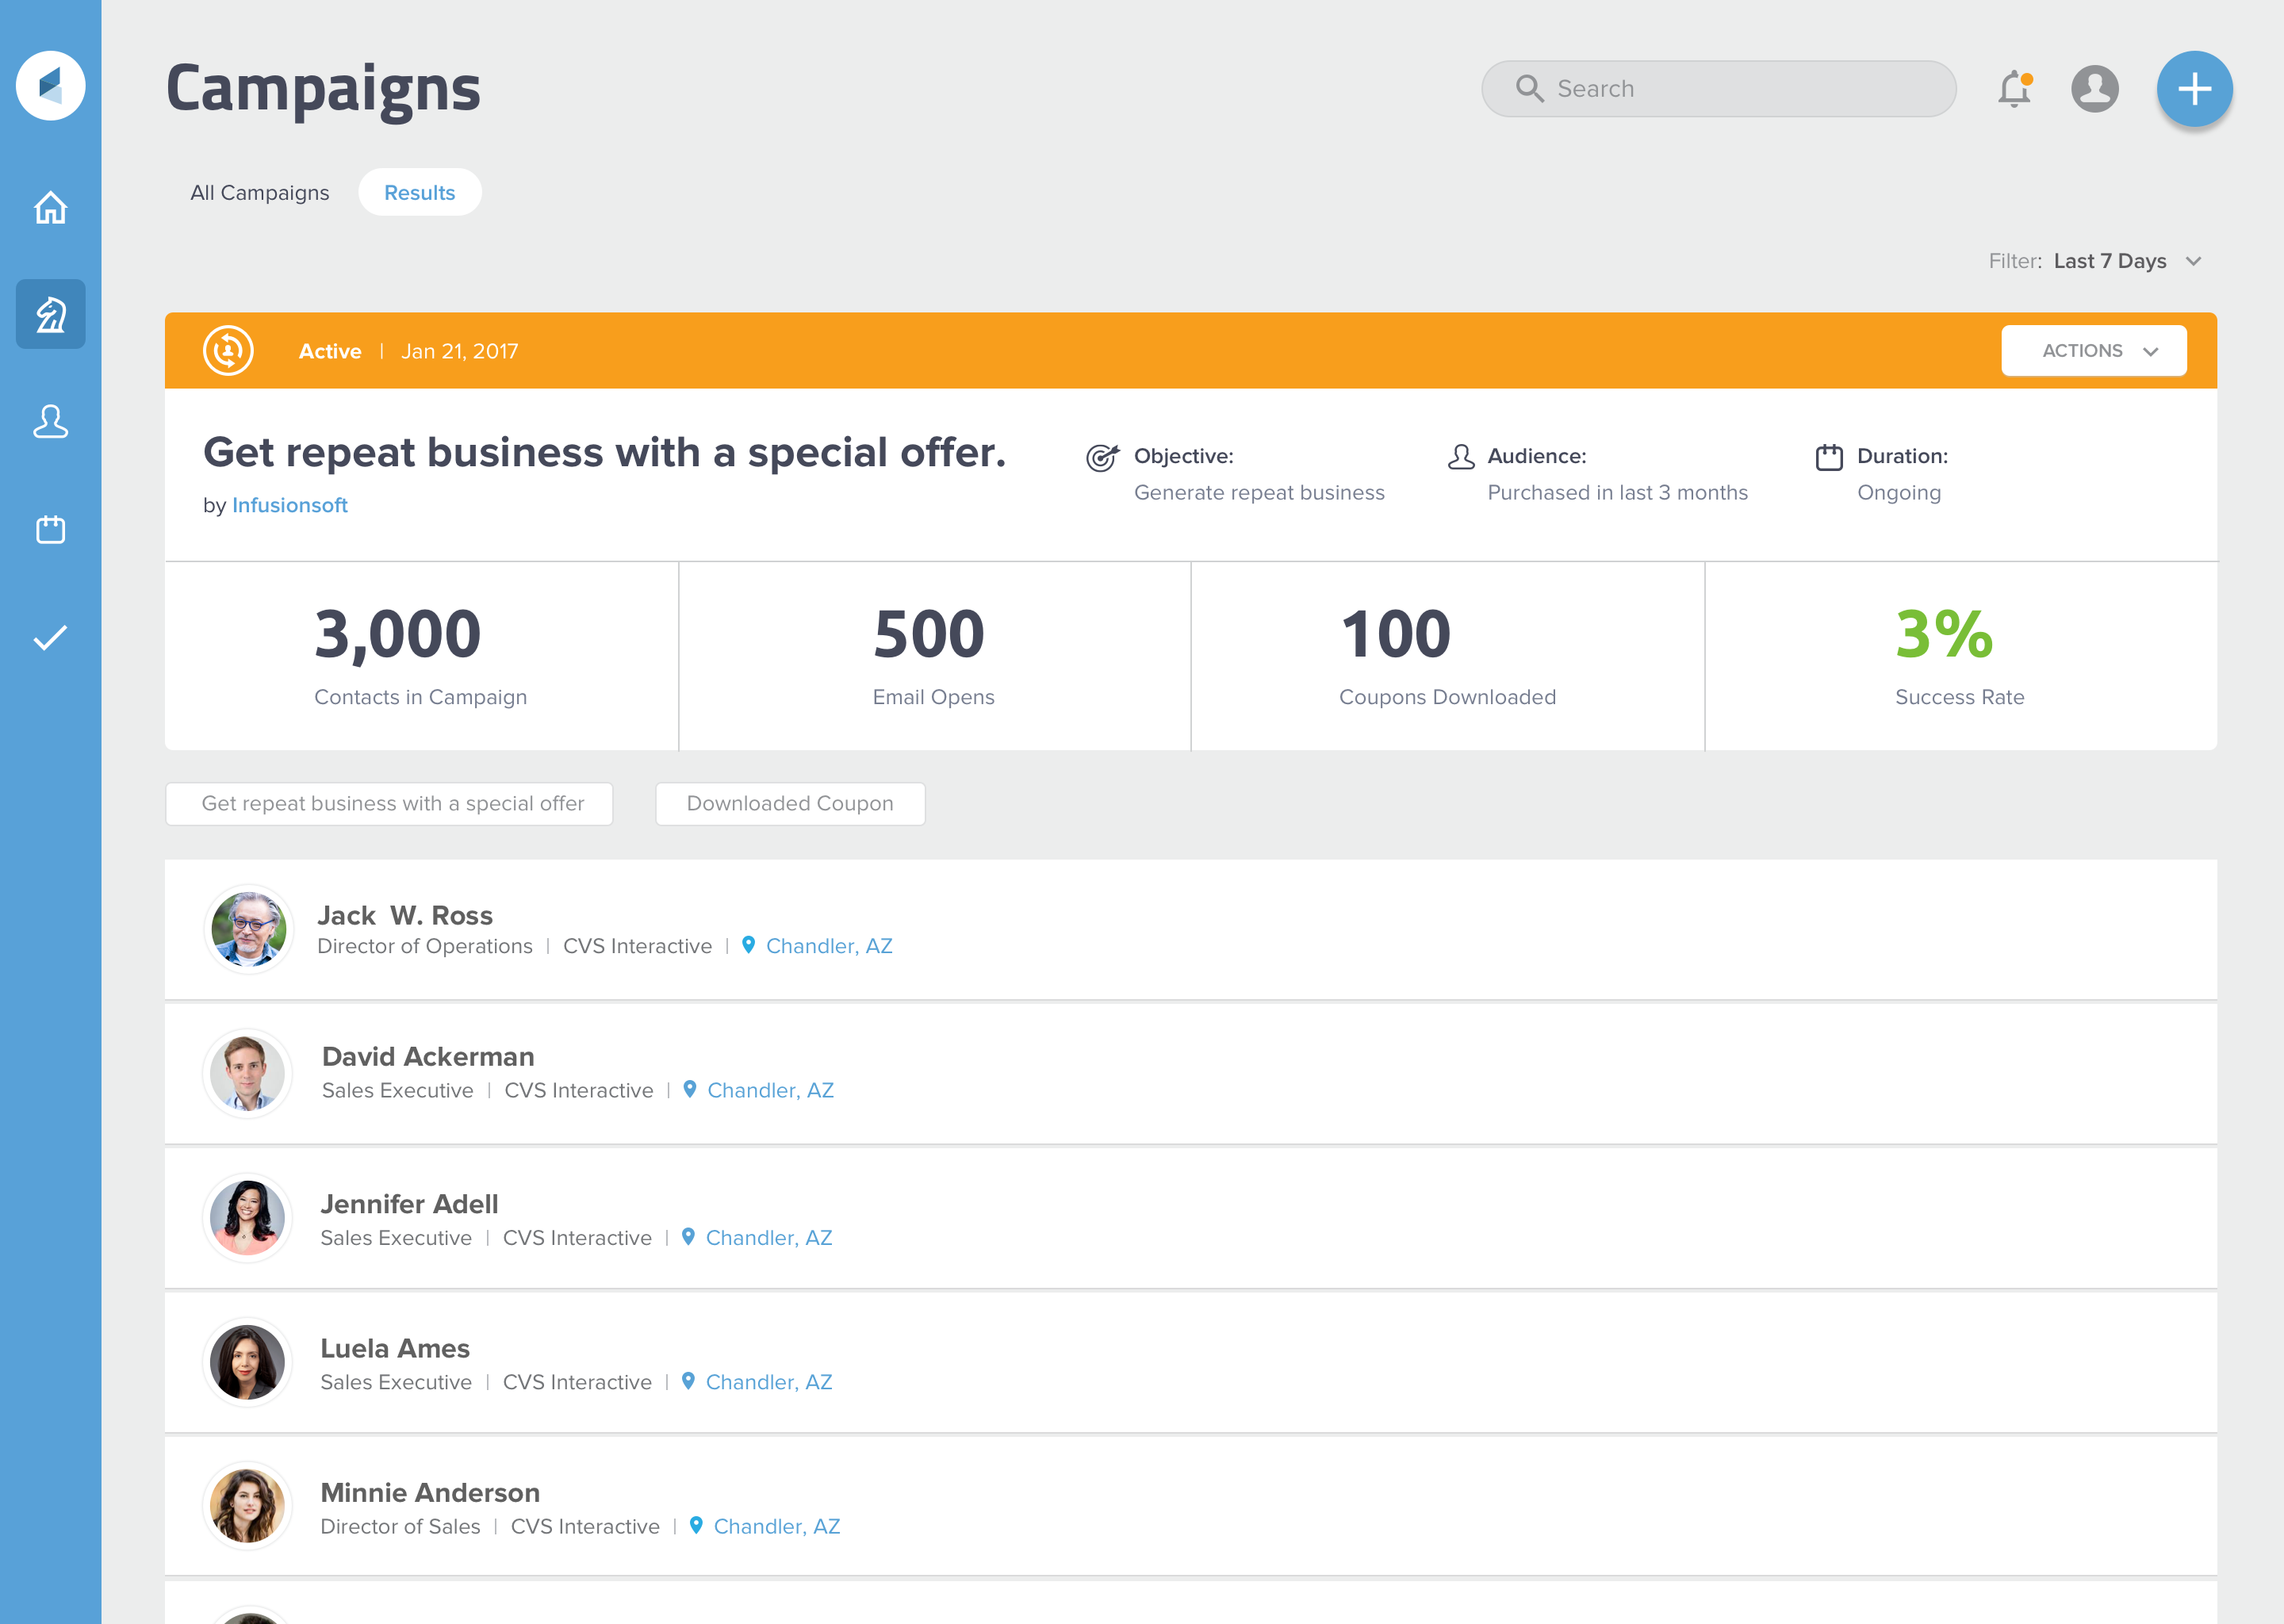 Campaigns
Search
All Campaigns Results
Filter: Last 7 Days
Active | Jan 21, 2017
ACTIONS
Get repeat business with a special offer.
by Infusionsoft
Objective:
Generate repeat business
Audience:
Purchased in last 3 months
Duration:
Ongoing
3,000
Contacts in Campaign
500
Email Opens
100
Coupons Downloaded
3%
Success Rate
Get repeat business with a special offer
Downloaded Coupon
Jack W. Ross
Director of Operations | CVS Interactive | Chandler, AZ
David Ackerman
Sales Executive | CVS Interactive | Chandler, AZ
Jennifer Adell
Sales Executive | CVS Interactive | Chandler, AZ
Luela Ames
Sales Executive | CVS Interactive | Chandler, AZ
Minnie Anderson
Director of Sales | CVS Interactive | Chandler, AZ